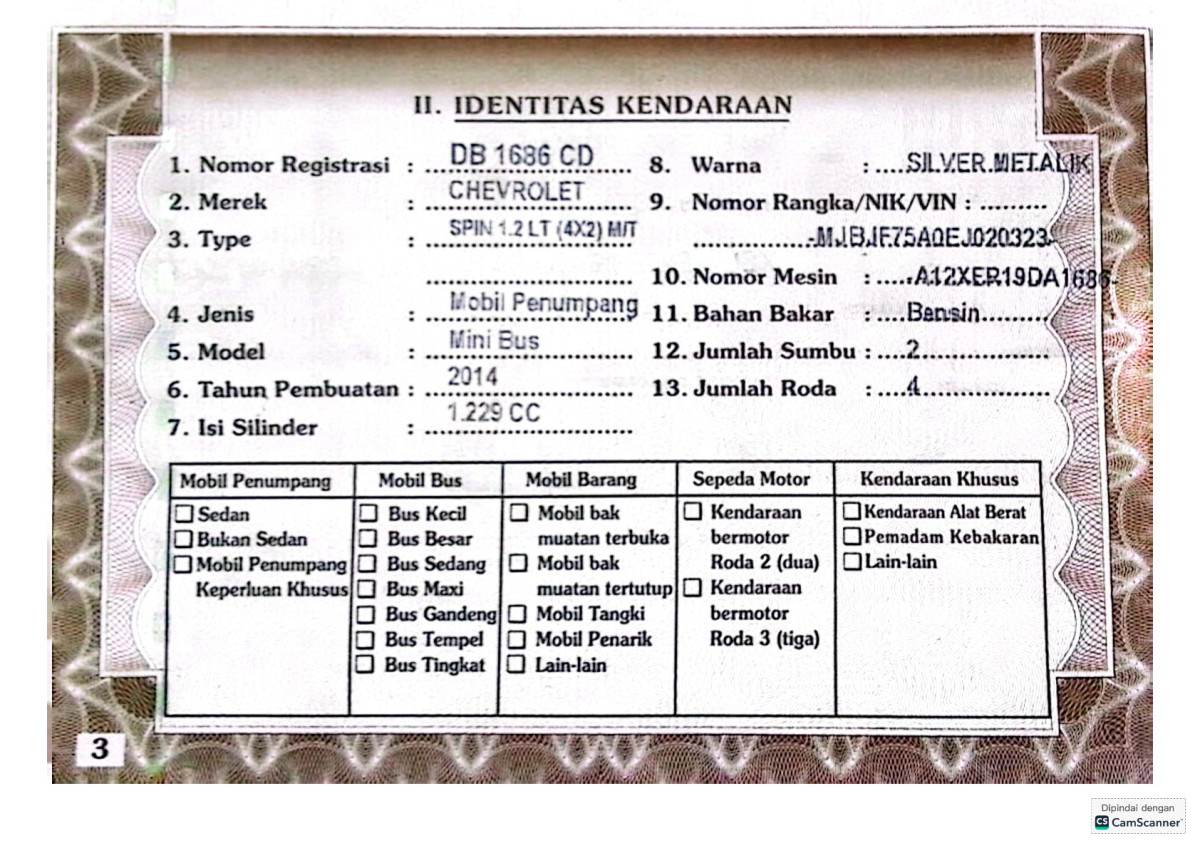 II. IDENTITAS KENDARAAN
1. Nomor Registrasi : DB 1686 CD
2. Merek : CHEVROLET
3. Type : SPIN 1.2 LT (4X2) M/T
4. Jenis : Mobil Penumpang
5. Model : Mini Bus
6. Tahun Pembuatan : 2014
7. Isi Silinder : 1.229 CC
8. Warna : SILVER METALIK
9. Nomor Rangka/NIK/VIN :
-MJBJF75A0EJ020323-
10. Nomor Mesin : -A12XER19DA1686-
11. Bahan Bakar : Bensin
12. Jumlah Sumbu : 2
13. Jumlah Roda : 4
Mobil Penumpang
Sedan
Bukan Sedan
Mobil Penumpang
Keperluan Khusus
Mobil Bus
Bus Kecil
Bus Besar
Bus Sedang
Bus Maxi
Bus Gandeng
Bus Tempel
Bus Tingkat
Mobil Barang
Mobil bak
muatan terbuka
Mobil bak
muatan tertutup
Mobil Tangki
Mobil Penarik
Lain-lain
Sepeda Motor
Kendaraan
bermotor
Roda 2 (dua)
Kendaraan
bermotor
Roda 3 (tiga)
Kendaraan Khusus
Kendaraan Alat Berat
Pemadam Kebakaran
Lain-lain
3
Dipindai dengan
CS CamScanner